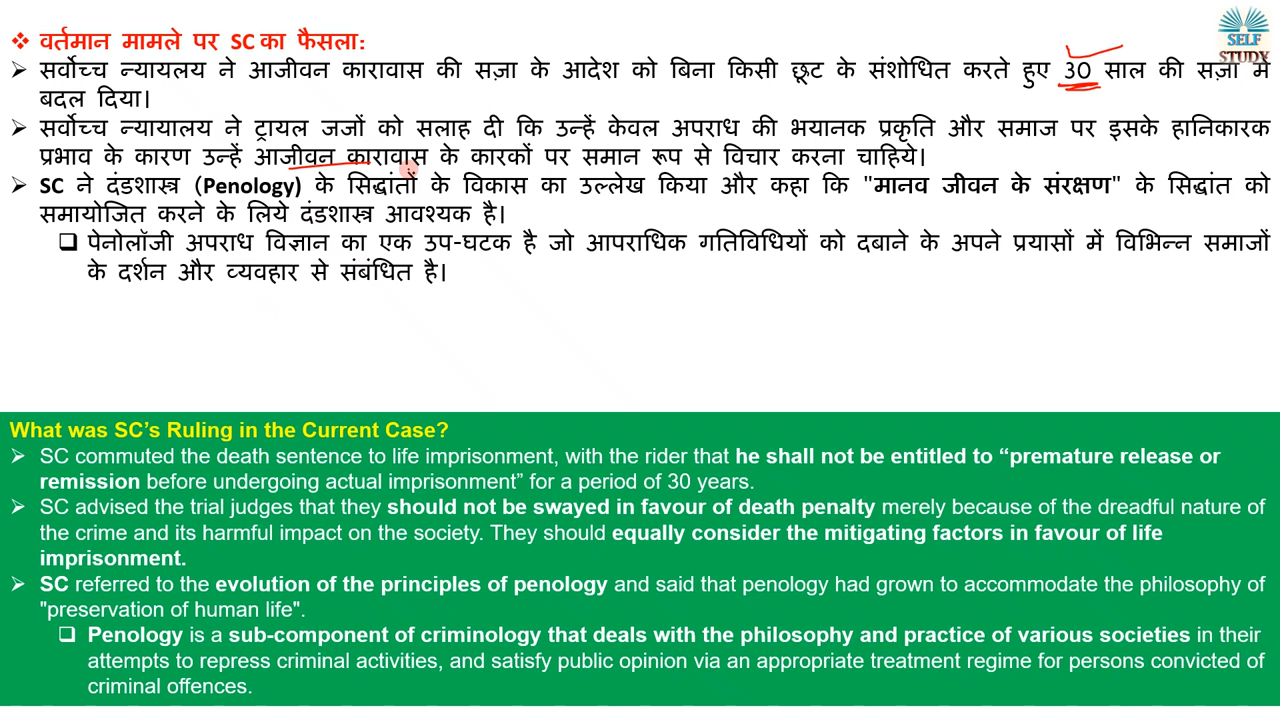 ❖ वर्तमान मामले पर SC का फैसला:
➢ सर्वोच्च न्यायलय ने आजीवन कारावास की सज़ा के आदेश को बिना किसी छूट के संशोधित करते हुए 30 साल की सज़ा में
बदल दिया।
➢ सर्वोच्च न्यायालय ने ट्रायल जजों को सलाह दी कि उन्हें केवल अपराध की भयानक प्रकृति और समाज पर इसके हानिकारक
प्रभाव के कारण उन्हें आजीवन कारावास के कारकों पर समान रूप से विचार करना चाहिये।
➢ SC ने दंडशास्त्र (Penology) के सिद्धांतों के विकास का उल्लेख किया और कहा कि "मानव जीवन के संरक्षण" के सिद्धांत को
समायोजित करने के लिये दंडशास्त्र आवश्यक है।
❑ पेनोलॉजी अपराध विज्ञान का एक उप-घटक है जो आपराधिक गतिविधियों को दबाने के अपने प्रयासों में विभिन्न समाजों
के दर्शन और व्यवहार से संबंधित है।
SELF
STUDY
What was SC's Ruling in the Current Case?
➢ SC commuted the death sentence to life imprisonment, with the rider that he shall not be entitled to “premature release or
remission before undergoing actual imprisonment” for a period of 30 years.
➢ SC advised the trial judges that they should not be swayed in favour of death penalty merely because of the dreadful nature of
the crime and its harmful impact on the society. They should equally consider the mitigating factors in favour of life
imprisonment.
➢ SC referred to the evolution of the principles of penology and said that penology had grown to accommodate the philosophy of
"preservation of human life".
❑ Penology is a sub-component of criminology that deals with the philosophy and practice of various societies in their
attempts to repress criminal activities, and satisfy public opinion via an appropriate treatment regime for persons convicted of
criminal offences.